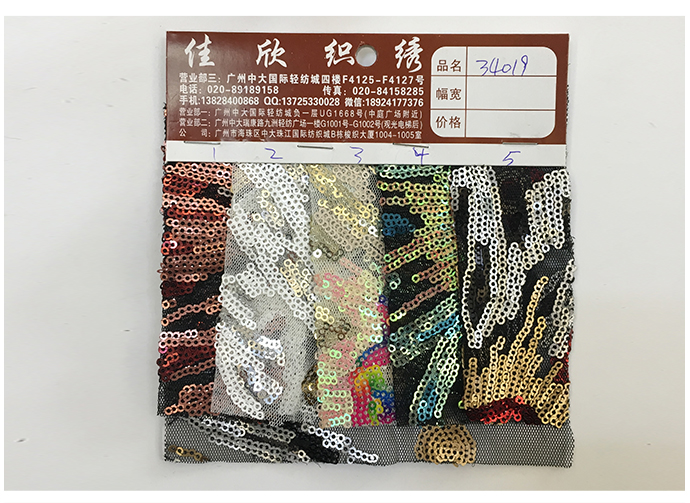 佳欣织绣
营业部三：广州中大国际轻纺城四楼F4125-F4127号
电话：020-89189158 传真：020-84158285
手机:13828400868 QQ:13725330028 微信:18924177376
营业部一：广州中大国际轻纺城负一层UG1668号(中庭广场附近)
营业部二：广州中大瑞康路九洲轻纺广场一楼G1001号-G1002号(观光电梯后)
公 司：广州市海珠区中大珠江国际纺织城B栋梭织大厦1004-1005室
品名 34019
幅宽
价格
1 2 3 4 5